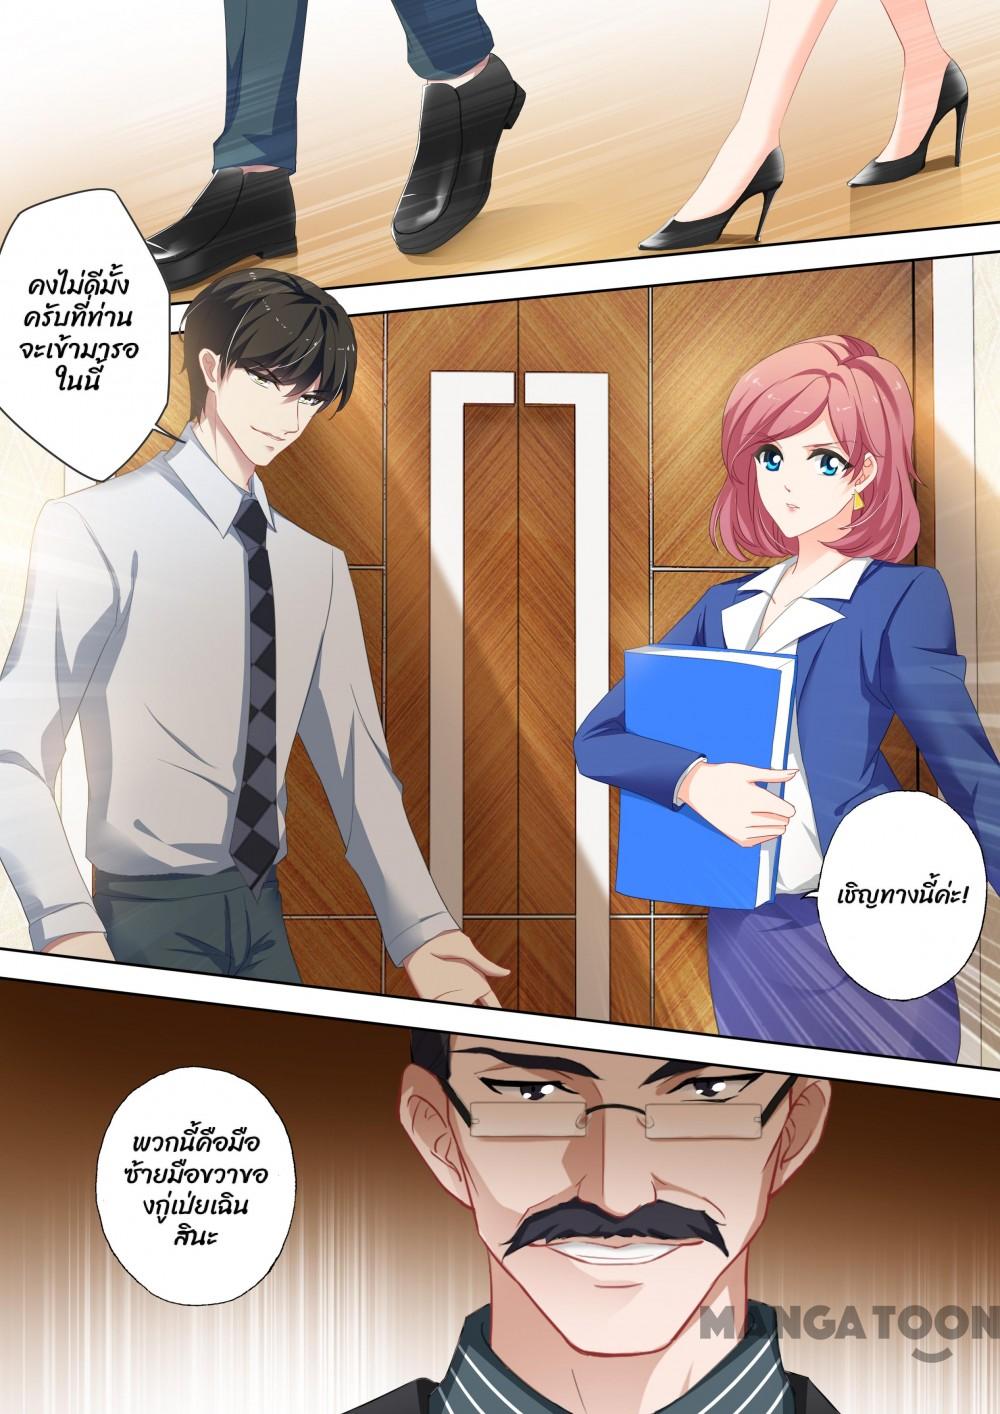 คงไม่ดีมั้ง
ครับที่ท่าน
จะเข้ามารอ
ในนี้
เชิญทางนี้ค่ะ!
พวกนี้คือมือ
ซ้ายมือขวาขอ
งกู่เป่ยเฉิน
สินะ
MANGATOON